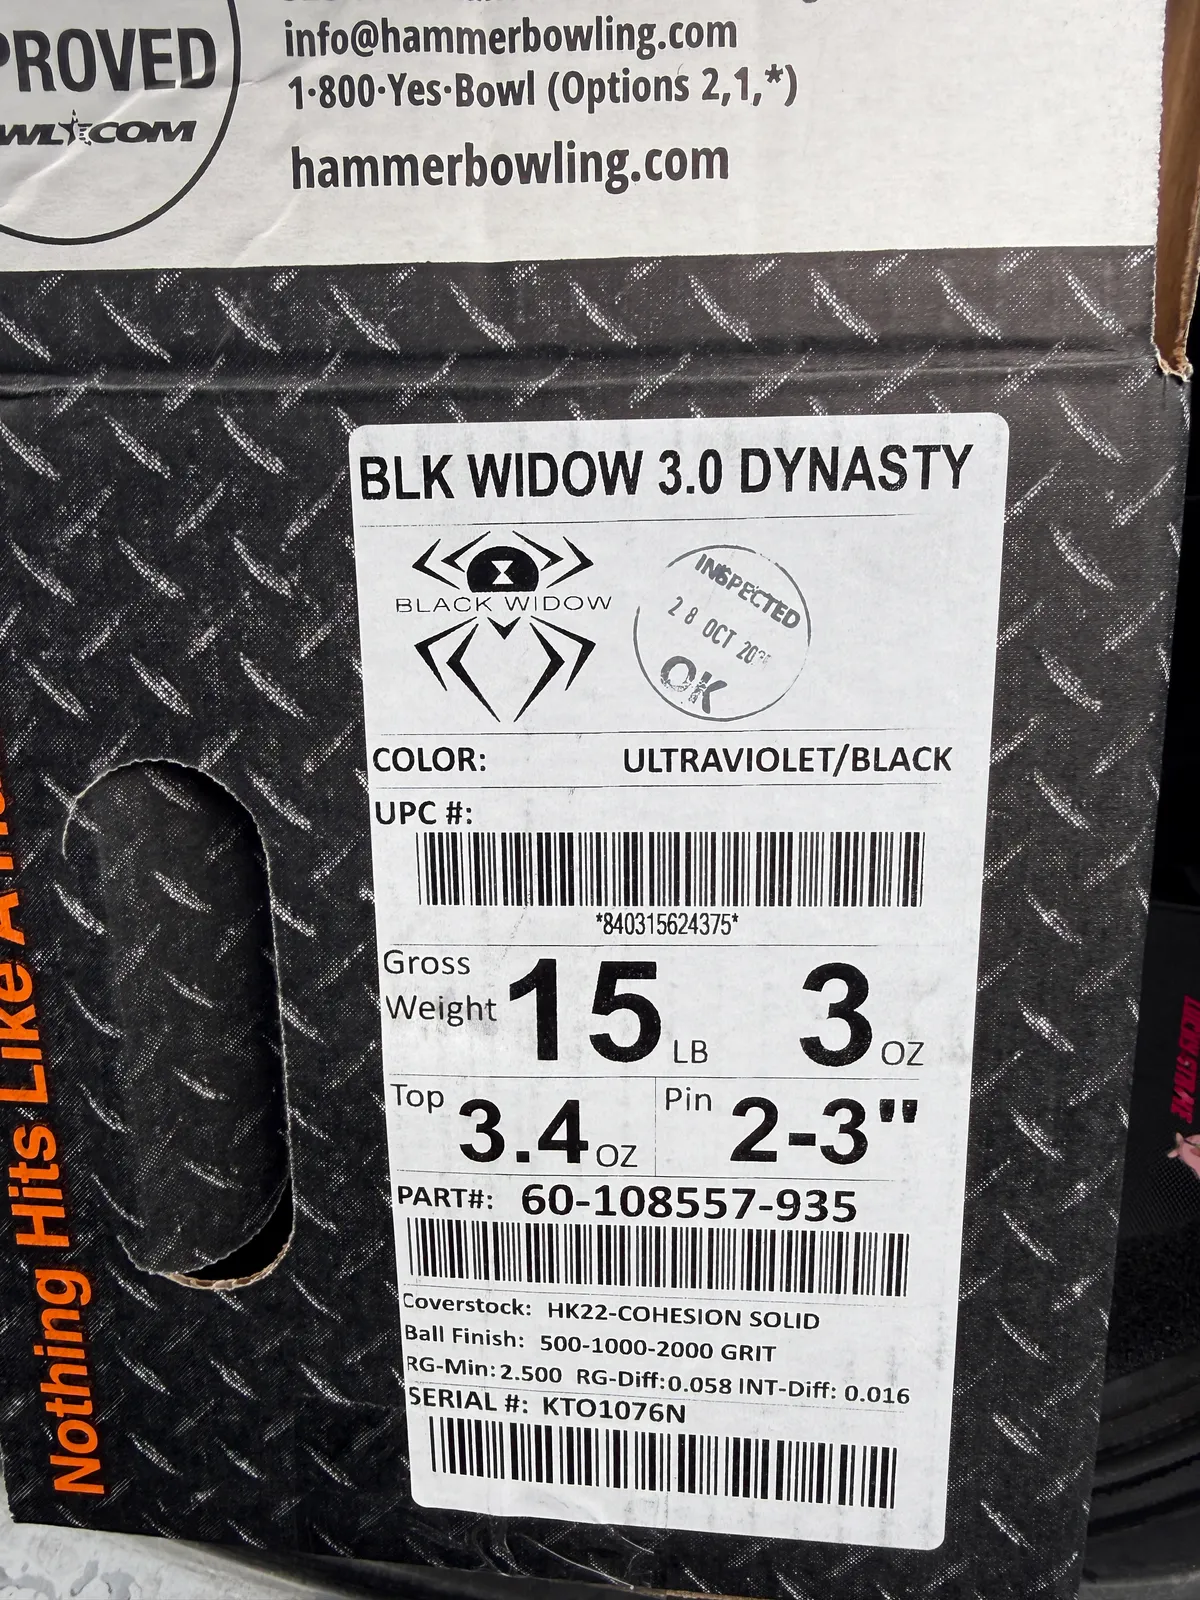 PROVED
info@hammerbowling.com
1·800·Yes·Bowl (Options 2,1,*)
hammerbowling.com
BLK WIDOW 3.0 DYNASTY
BLACK WIDOW
INSPECTED
28 OCT
OK
COLOR: ULTRAVIOLET/BLACK
UPC #:
*840315624375*
Gross Weight 15 LB 3 OZ
Top 3.4 OZ Pin 2-3"
PART#: 60-108557-935
Coverstock: HK22-COHESION SOLID
Ball Finish: 500-1000-2000 GRIT
RG-Min: 2.500 RG-Diff: 0.058 INT-Diff: 0.016
SERIAL #: KTO1076N
Nothing Hits Like A